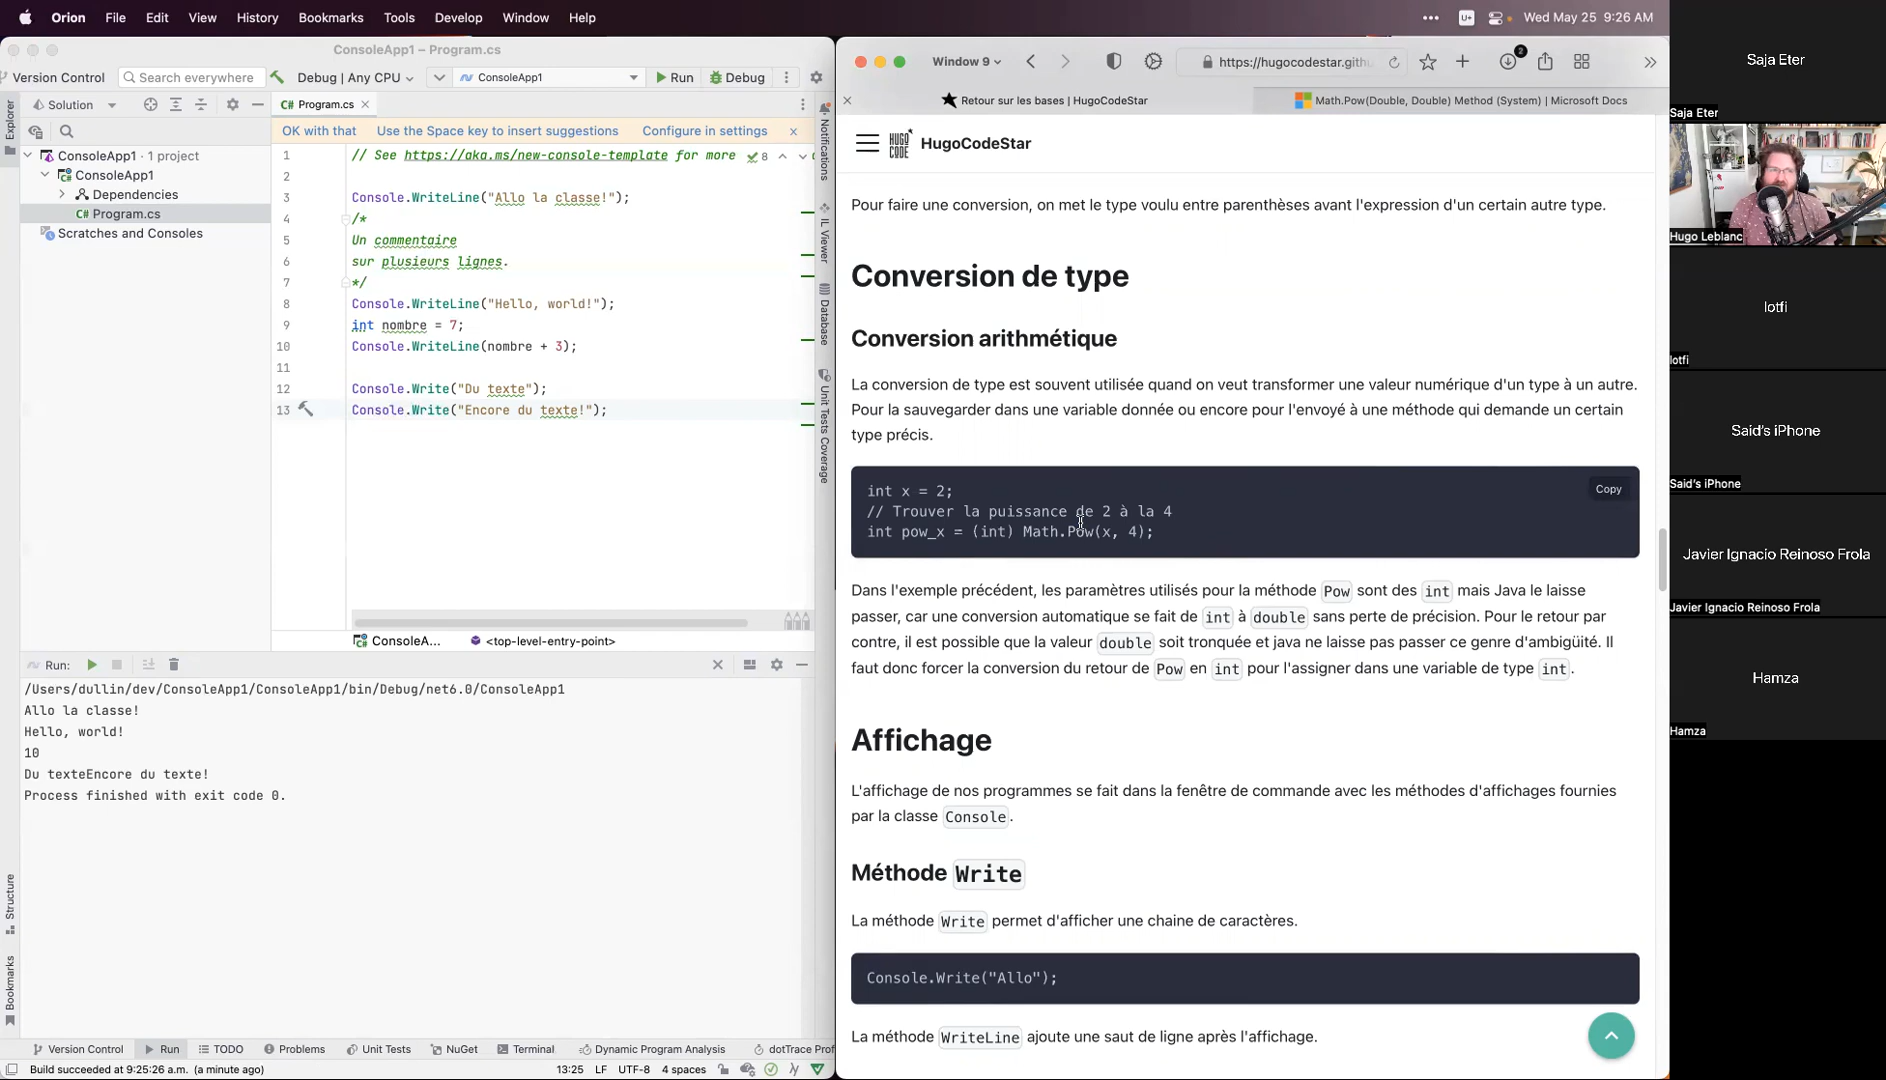 Orion File Edit View History Bookmarks Tools Develop Window Help
Wed May 25 9:26 AM
ConsoleApp1 – Program.cs
Version Control
Search everywhere
Debug | Any CPU
ConsoleApp1
Run
Debug
Explorer
Solution
Program.cs
OK with that Use the Space key to insert suggestions Configure in settings
ConsoleApp1 · 1 project
ConsoleApp1
Dependencies
C# Program.cs
Scratches and Consoles
1 // See https://aka.ms/new-console-template for more
8
2
3 Console.WriteLine("Allo la classe!");
4 /*
5 Un commentaire
6 sur plusieurs lignes.
7 */
8 Console.WriteLine("Hello, world!");
9 int nombre = 7;
10 Console.WriteLine(nombre + 3);
11
12 Console.Write("Du texte");
13 Console.Write("Encore du texte!");
Notifications
IL Viewer
Database
Unit Tests Coverage
ConsoleA... <top-level-entry-point>
Run:
/Users/dullin/dev/ConsoleApp1/ConsoleApp1/bin/Debug/net6.0/ConsoleApp1
Allo la classe!
Hello, world!
10
Du texteEncore du texte!
Process finished with exit code 0.
Structure
Bookmarks
Version Control Run TODO Problems Unit Tests NuGet Terminal Dynamic Program Analysis dotTrace Prof
Build succeeded at 9:25:26 a.m. (a minute ago)
13:25 LF UTF-8 4 spaces
Window 9
https://hugocodestar.githu
2
Retour sur les bases | HugoCodeStar
Math.Pow(Double, Double) Method (System) | Microsoft Docs
HUGO CODE
HugoCodeStar
Pour faire une conversion, on met le type voulu entre parenthèses avant l'expression d'un certain autre type.
Conversion de type
Conversion arithmétique
La conversion de type est souvent utilisée quand on veut transformer une valeur numérique d'un type à un autre.
Pour la sauvegarder dans une variable donnée ou encore pour l'envoyé à une méthode qui demande un certain
type précis.
int x = 2;
// Trouver la puissance de 2 à la 4
int pow_x = (int) Math.Pow(x, 4);
Copy
Dans l'exemple précédent, les paramètres utilisés pour la méthode Pow sont des int mais Java le laisse
passer, car une conversion automatique se fait de int à double sans perte de précision. Pour le retour par
contre, il est possible que la valeur double soit tronquée et java ne laisse pas passer ce genre d'ambigüité. Il
faut donc forcer la conversion du retour de Pow en int pour l'assigner dans une variable de type int.
Affichage
L'affichage de nos programmes se fait dans la fenêtre de commande avec les méthodes d'affichages fournies
par la classe Console.
Méthode Write
La méthode Write permet d'afficher une chaine de caractères.
Console.Write("Allo");
La méthode WriteLine ajoute une saut de ligne après l'affichage.
Saja Eter
Saja Eter
Hugo Leblanc
lotfi
lotfi
Said's iPhone
Said's iPhone
Javier Ignacio Reinoso Frola
Javier Ignacio Reinoso Frola
Hamza
Hamza